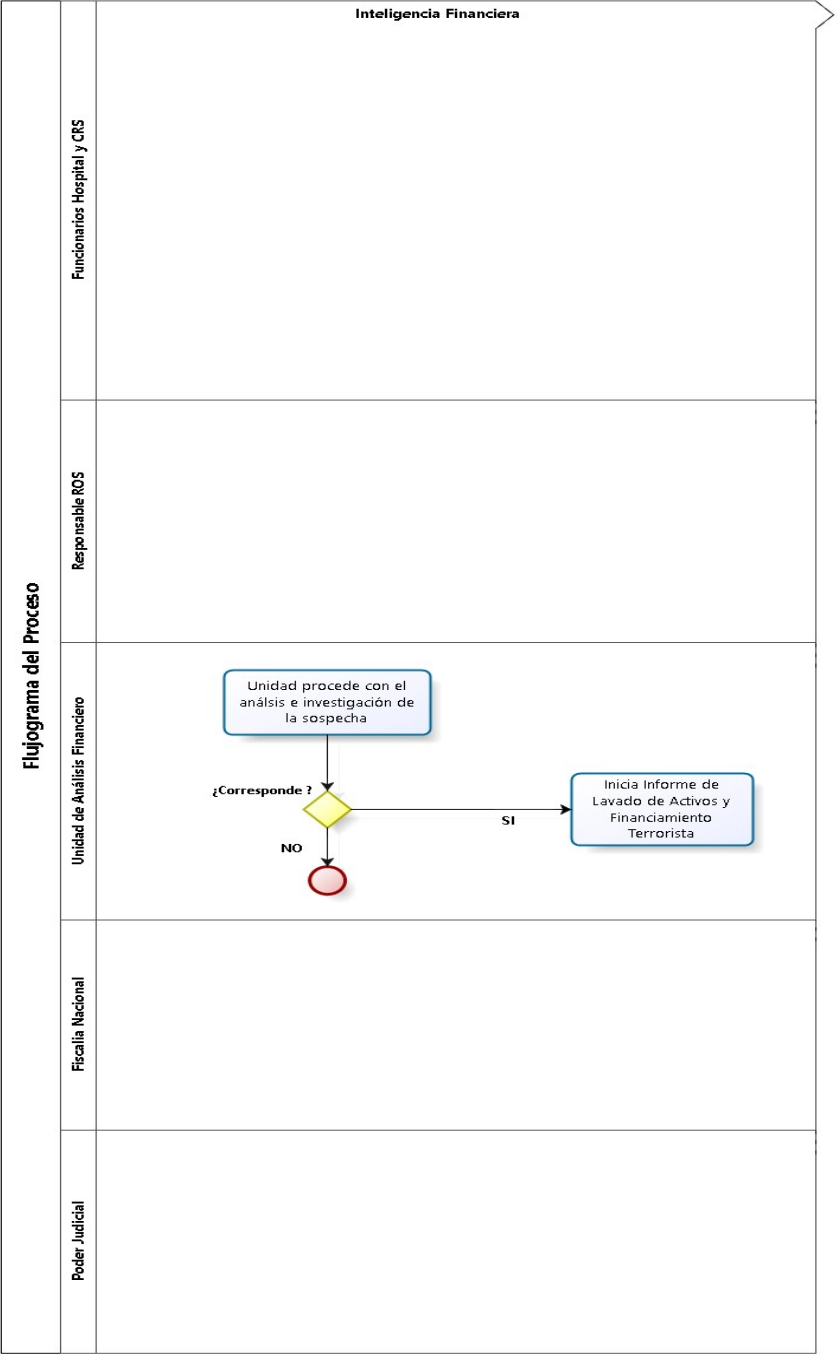 Inteligencia Financiera
Flujograma del Proceso
Funcionarios Hospital y CRS
Responsable ROS
Unidad de Análisis Financiero
Unidad procede con el
análsis e investigación de
la sospecha
¿Corresponde ?
SI
NO
Inicia Informe de
Lavado de Activos y
Financiamiento
Terrorista
Fiscalia Nacional
Poder Judicial